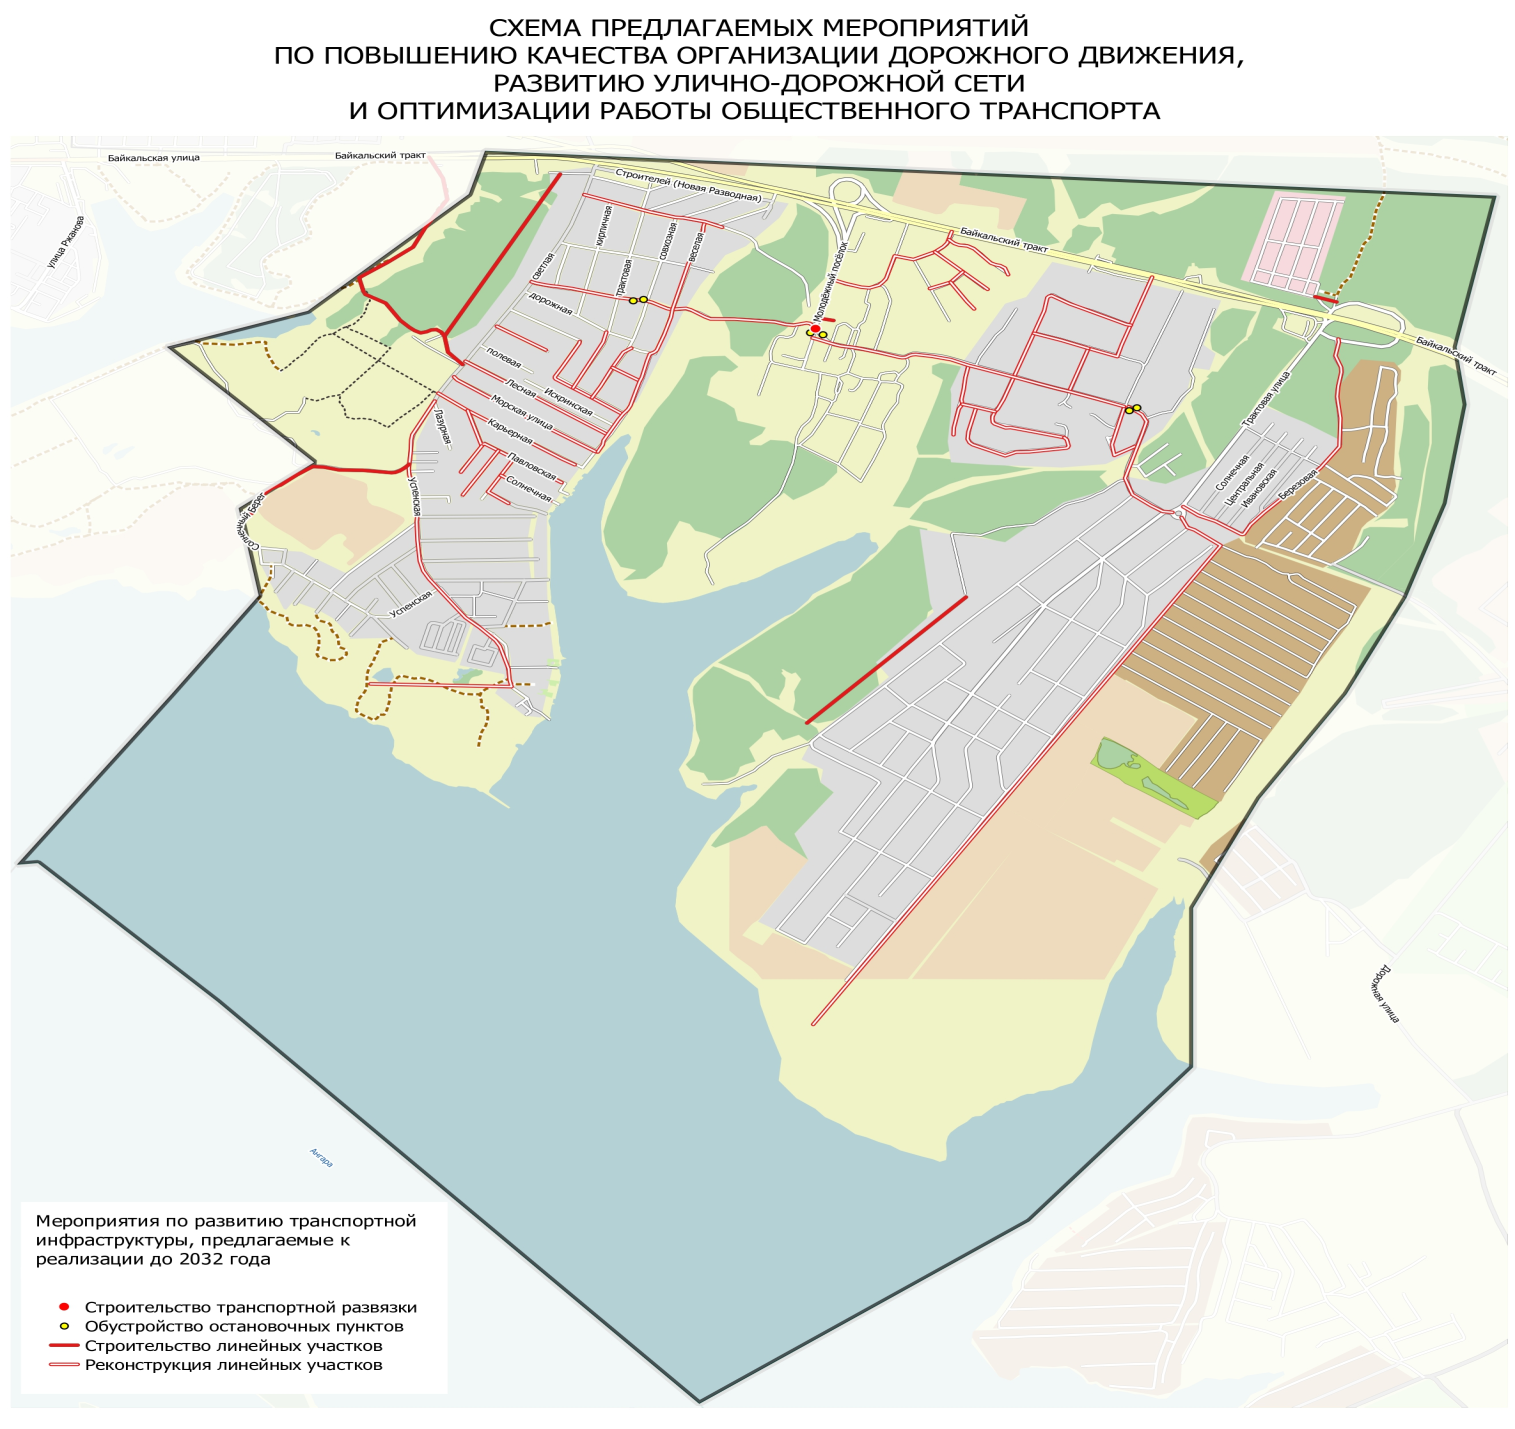 СХЕМА ПРЕДЛАГАЕМЫХ МЕРОПРИЯТИЙ
ПО ПОВЫШЕНИЮ КАЧЕСТВА ОРГАНИЗАЦИИ ДОРОЖНОГО ДВИЖЕНИЯ,
РАЗВИТИЮ УЛИЧНО-ДОРОЖНОЙ СЕТИ
И ОПТИМИЗАЦИИ РАБОТЫ ОБЩЕСТВЕННОГО ТРАНСПОРТА
Байкальская улица
Байкальский тракт
улица Ржанова
Строителей (Новая Разводная)
кирпичная
совхозная
веселая
светлая
трактовая
дорожная
Молодёжный посёлок
Байкальский тракт
Байкальский тракт
полевая
Лесная
Искринская
Морская улица
Лазурная
Карьерная
Павловская
Солнечная
Успенская
Солнечный Берег
Успенская
Трактовая улица
Солнечная
Центральная
Ивановская
Березовая
Дорожная улица
Ангара
Мероприятия по развитию транспортной
инфраструктуры, предлагаемые к
реализации до 2032 года
Строительство транспортной развязки
Обустройство остановочных пунктов
Строительство линейных участков
Реконструкция линейных участков